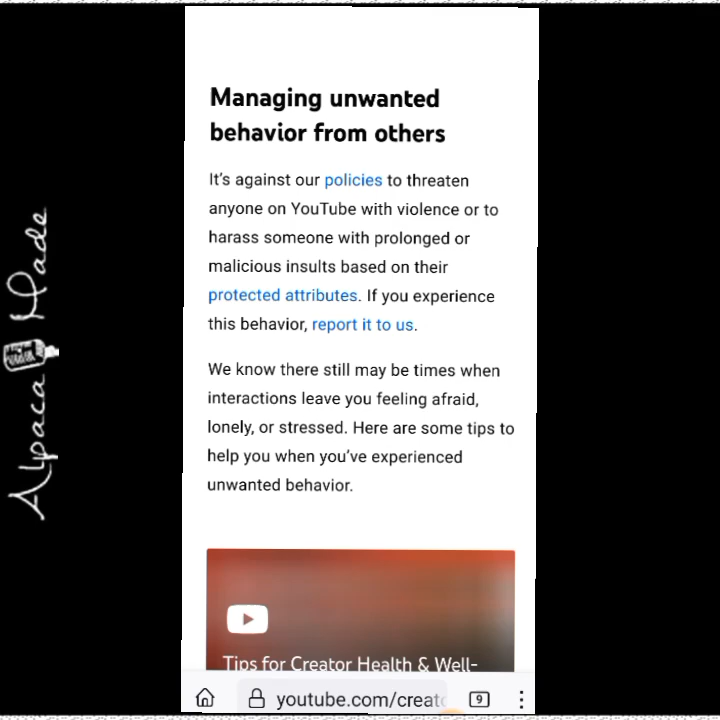 Alpaca Made
Managing unwanted
behavior from others
It's against our policies to threaten
anyone on YouTube with violence or to
harass someone with prolonged or
malicious insults based on their
protected attributes. If you experience
this behavior, report it to us.
We know there still may be times when
interactions leave you feeling afraid,
lonely, or stressed. Here are some tips to
help you when you've experienced
unwanted behavior.
Tips for Creator Health & Well-
youtube.com/creato
9